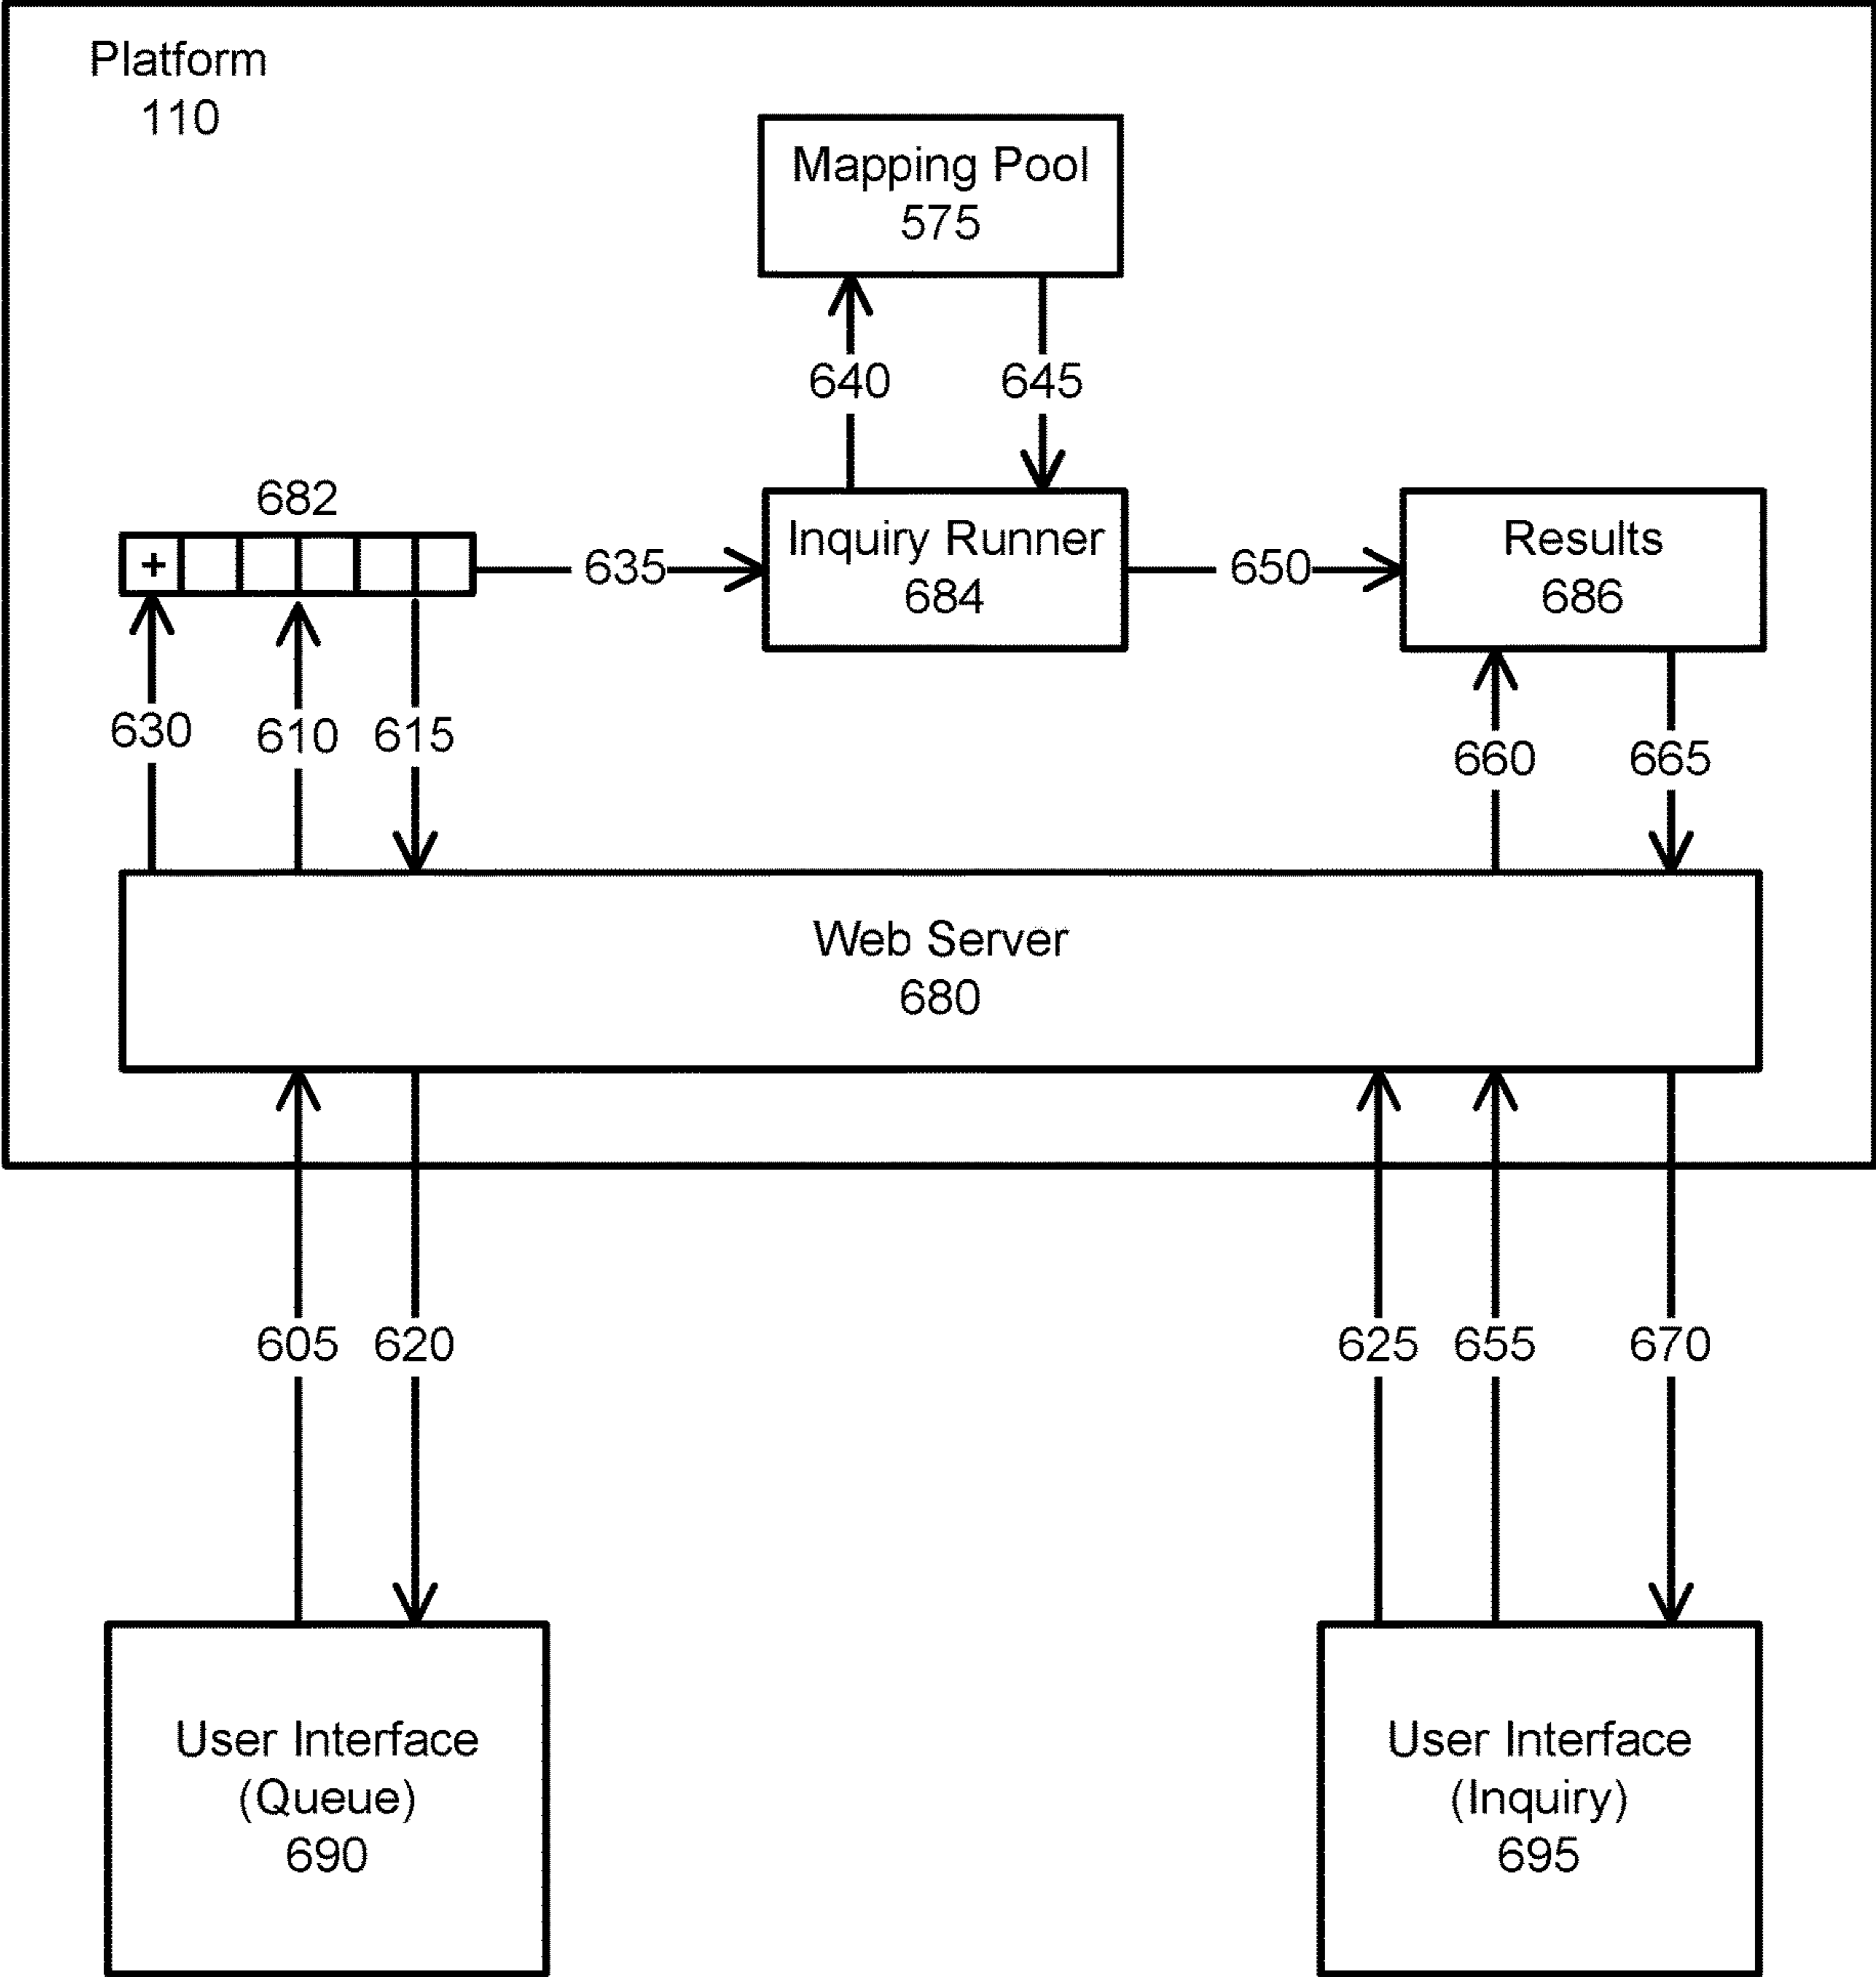 Platform
110
Mapping Pool
575
640
645
682
+
635
Inquiry Runner
684
650
Results
686
630
610
615
660
665
Web Server
680
605
620
625
655
670
User Interface
(Queue)
690
User Interface
(Inquiry)
695